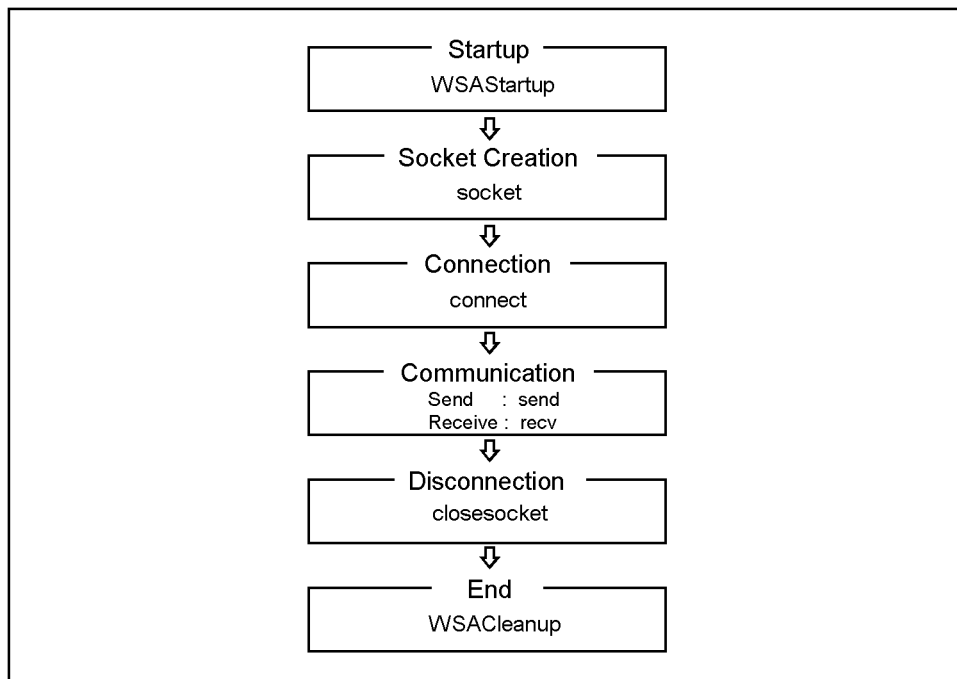 Startup
WSAStartup
Socket Creation
socket
Connection
connect
Communication
Send : send
Receive : recv
Disconnection
closesocket
End
WSACleanup